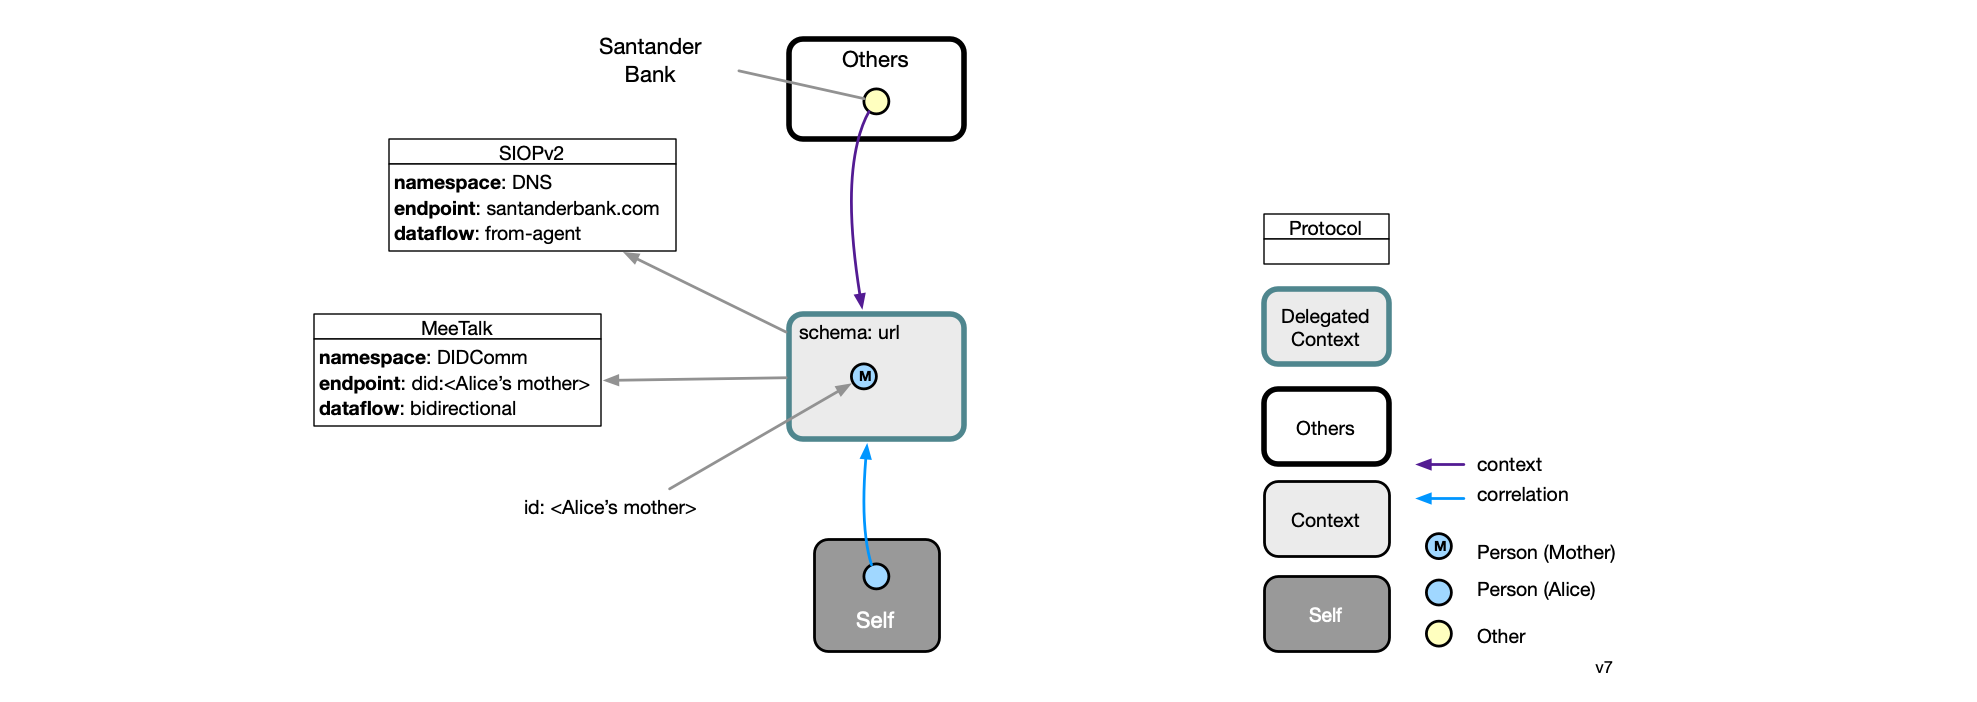 Santander
Bank
Others
SIOPv2
namespace: DNS
endpoint: santanderbank.com
dataflow: from-agent
MeeTalk
namespace: DIDComm
endpoint: did:<Alice’s mother>
dataflow: bidirectional
schema: url
M
id: <Alice’s mother>
Self
Protocol
Delegated
Context
Others
context
correlation
Context
M Person (Mother)
Person (Alice)
Self
Other
v7